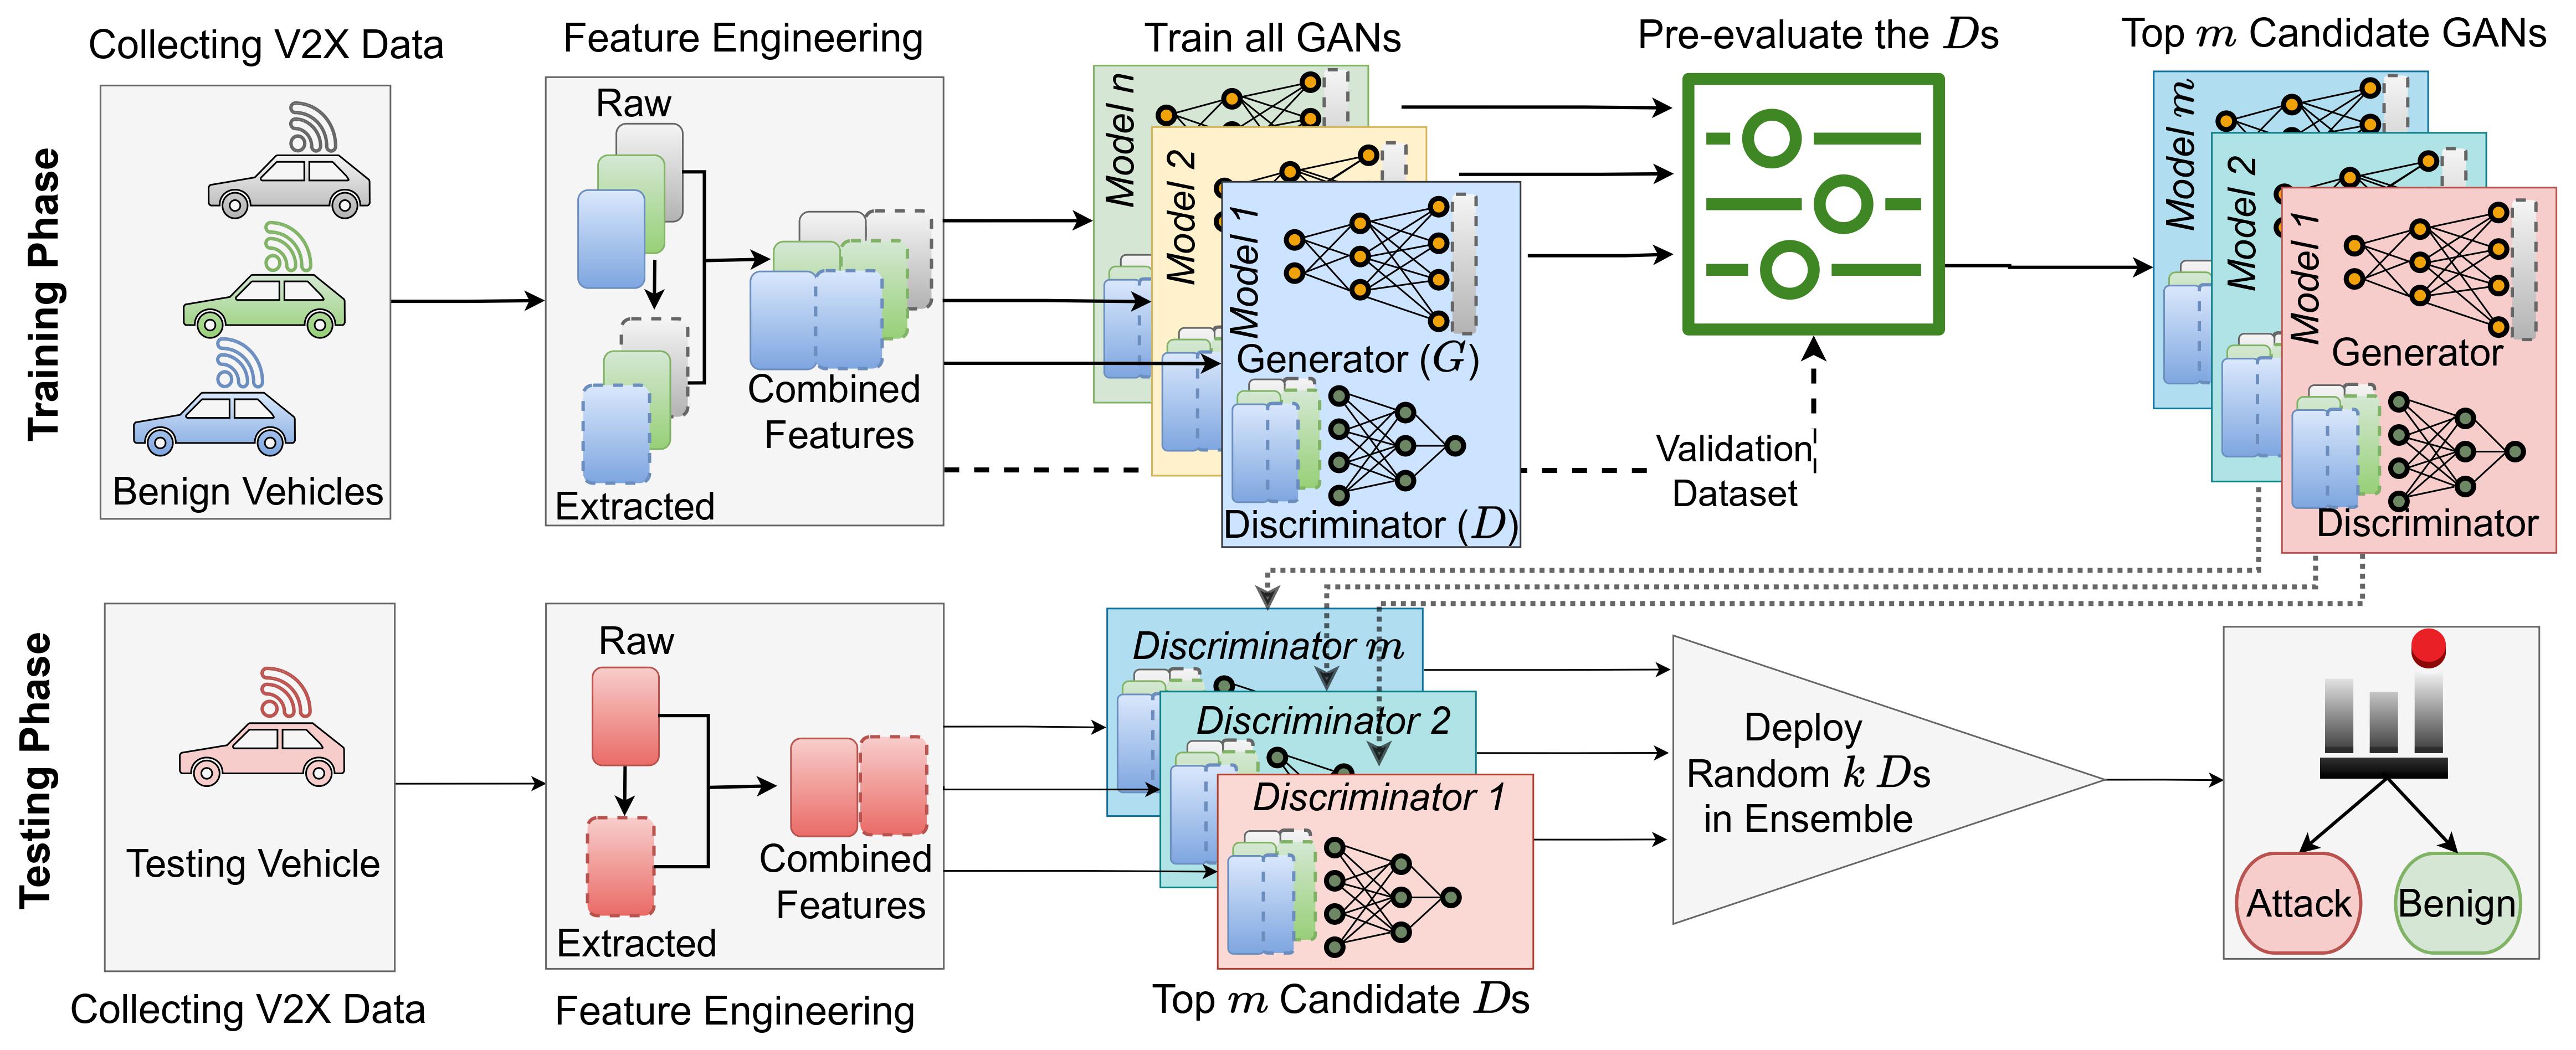 Training Phase
Collecting V2X Data
Benign Vehicles
Feature Engineering
Raw
Extracted
Combined
Features
Train all GANs
Model n
Model 2
Model 1
Generator (G)
Discriminator (D)
Pre-evaluate the Ds
Validation
Dataset
Top m Candidate GANs
Model m
Model 2
Model 1
Generator
Discriminator
Testing Phase
Testing Vehicle
Collecting V2X Data
Raw
Extracted
Combined
Features
Feature Engineering
Discriminator m
Discriminator 2
Discriminator 1
Top m Candidate Ds
Deploy
Random k Ds
in Ensemble
Attack
Benign